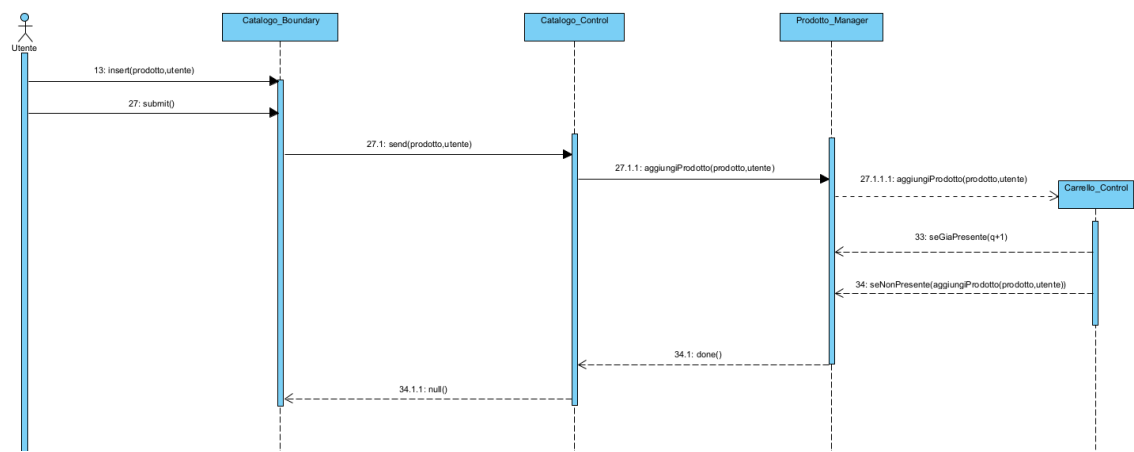 Utente
Catalogo_Boundary
Catalogo_Control
Prodotto_Manager
13: insert(prodotto,utente)
27: submit()
27.1: send(prodotto,utente)
27.1.1: aggiungiProdotto(prodotto,utente)
27.1.1.1: aggiungiProdotto(prodotto,utente)
Carrello_Control
33: seGiaPresente(q+1)
34: seNonPresente(aggiungiProdotto(prodotto,utente))
34.1: done()
34.1.1: null()